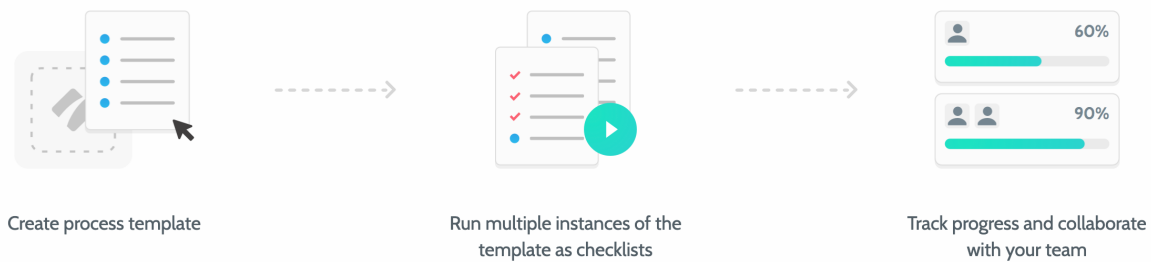 60%
90%
Create process template
Run multiple instances of the
template as checklists
Track progress and collaborate
with your team